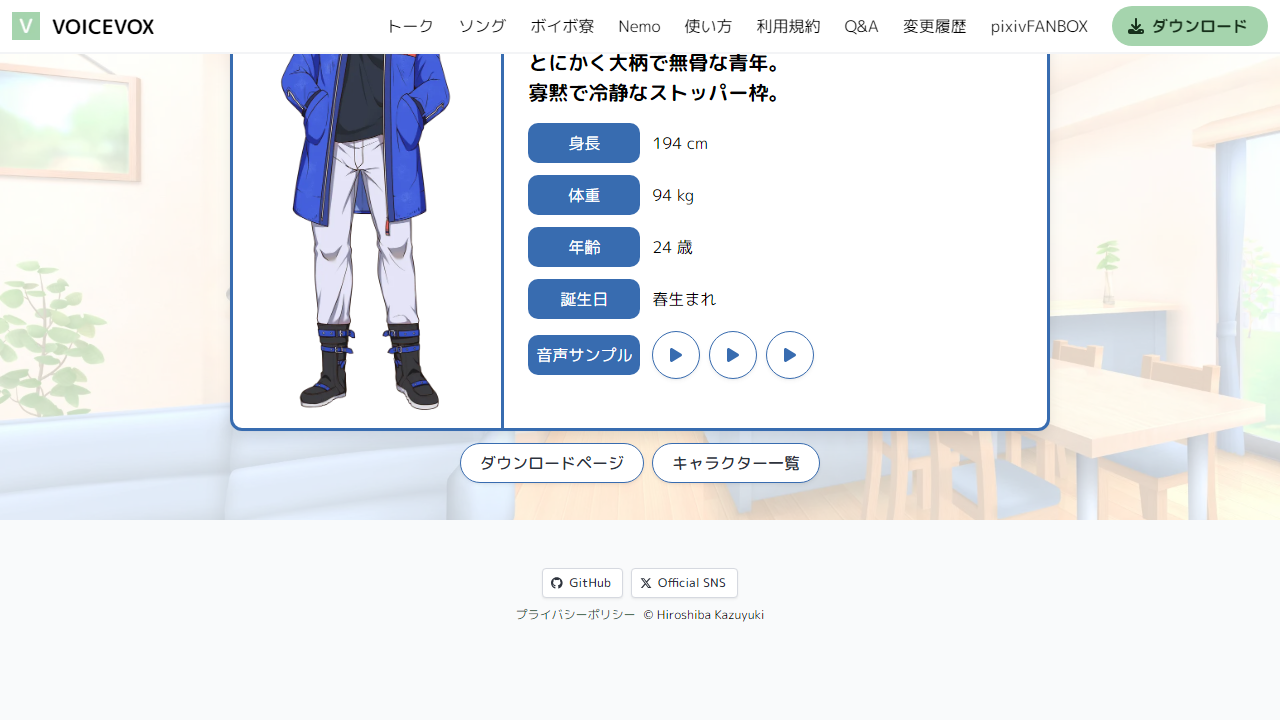 V VOICEVOX トーク ソング ボイボ寮 Nemo 使い方 利用規約 Q&A 変更履歴 pixivFANBOX ダウンロード
とにかく大柄で無骨な青年。
寡黙で冷静なストッパー枠。
身長 194 cm
体重 94 kg
年齢 24 歳
誕生日 春生まれ
音声サンプル
ダウンロードページ キャラクター一覧
GitHub Official SNS
プライバシーポリシー © Hiroshiba Kazuyuki